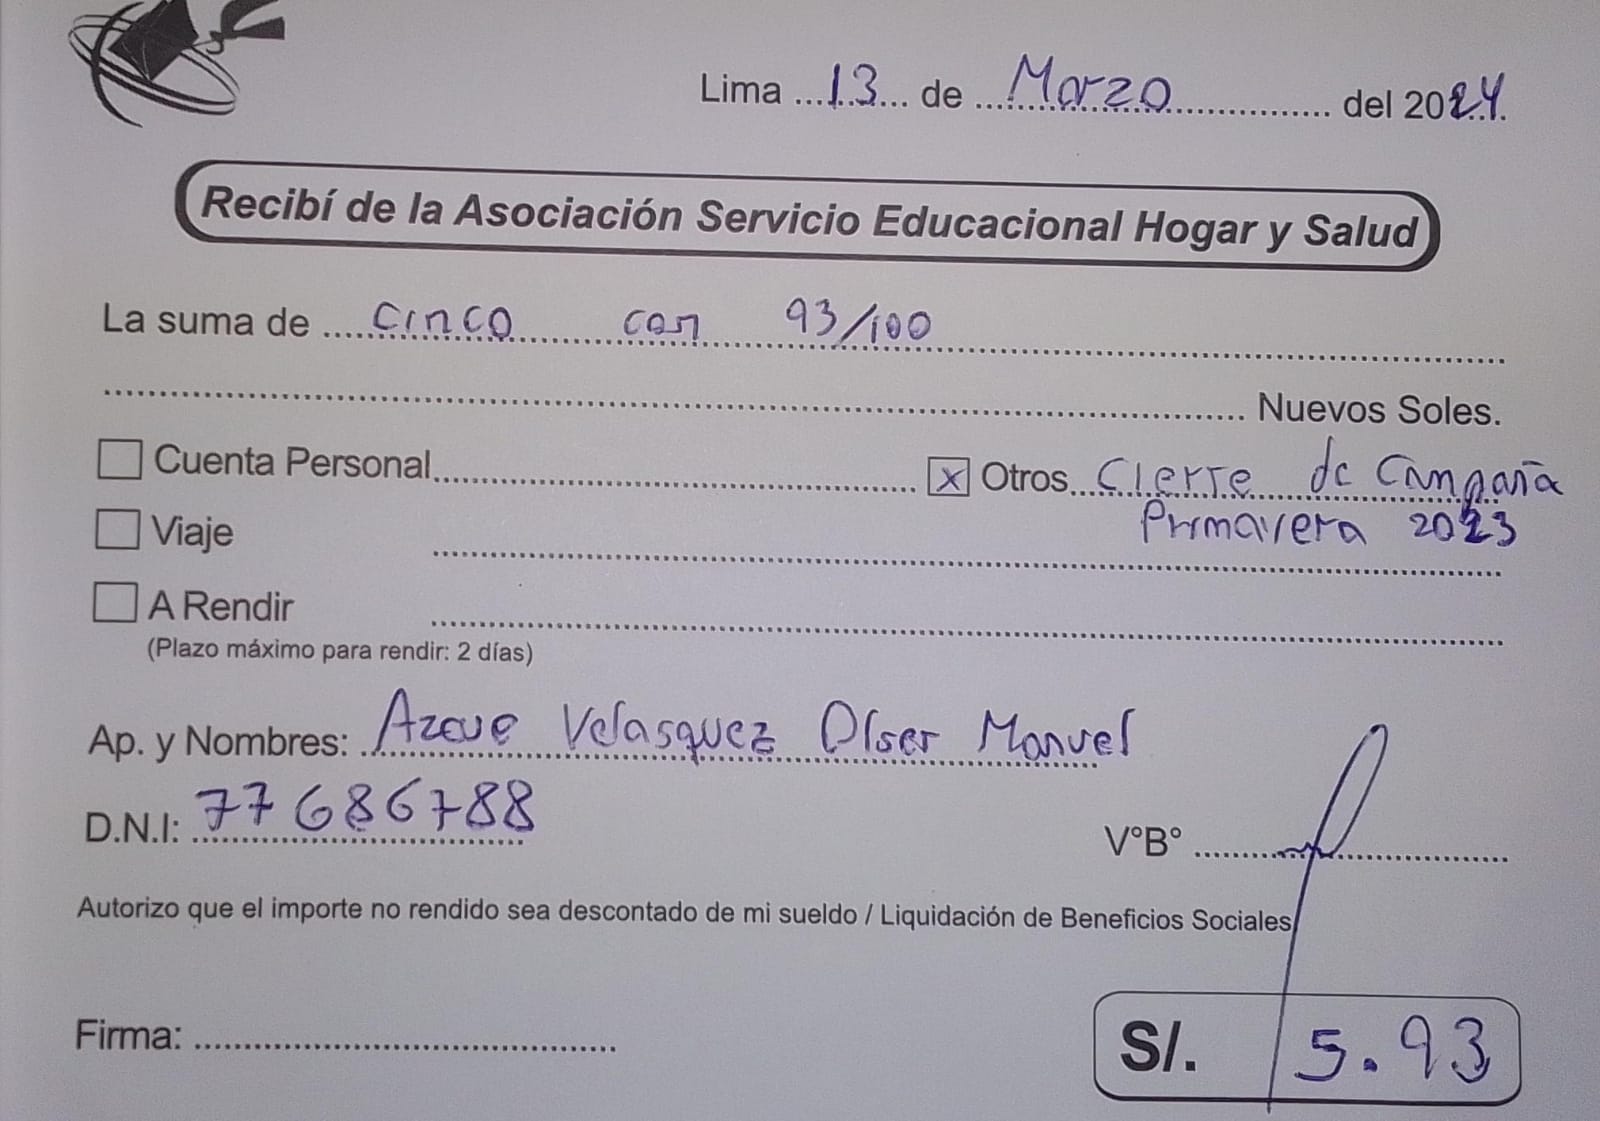 Lima ...13... de ...Marzo... del 2024.
Recibí de la Asociación Servicio Educacional Hogar y Salud
La suma de ....cinco con 93/100
Nuevos Soles.
Cuenta Personal
x Otros...Cierre de Campaña
Primavera 2023
Viaje
A Rendir
(Plazo máximo para rendir: 2 días)
Ap. y Nombres: Velasquez Olser Manuel
D.N.I: 77686788
V°B°
Autorizo que el importe no rendido sea descontado de mi sueldo / Liquidación de Beneficios Sociales
Firma:
S/. 5.93